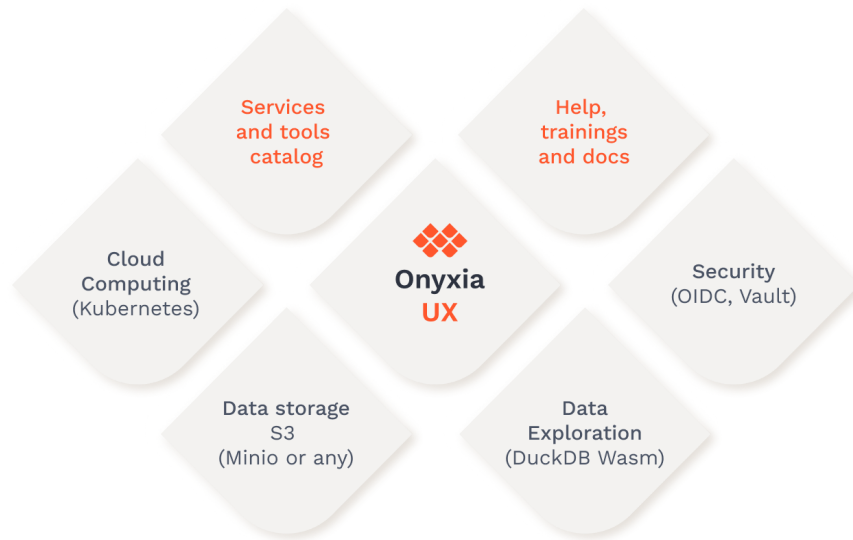 Services
and tools
catalog
Help,
trainings
and docs
Cloud
Computing
(Kubernetes)
Onyxia
UX
Security
(OIDC, Vault)
Data storage
S3
(Minio or any)
Data
Exploration
(DuckDB Wasm)